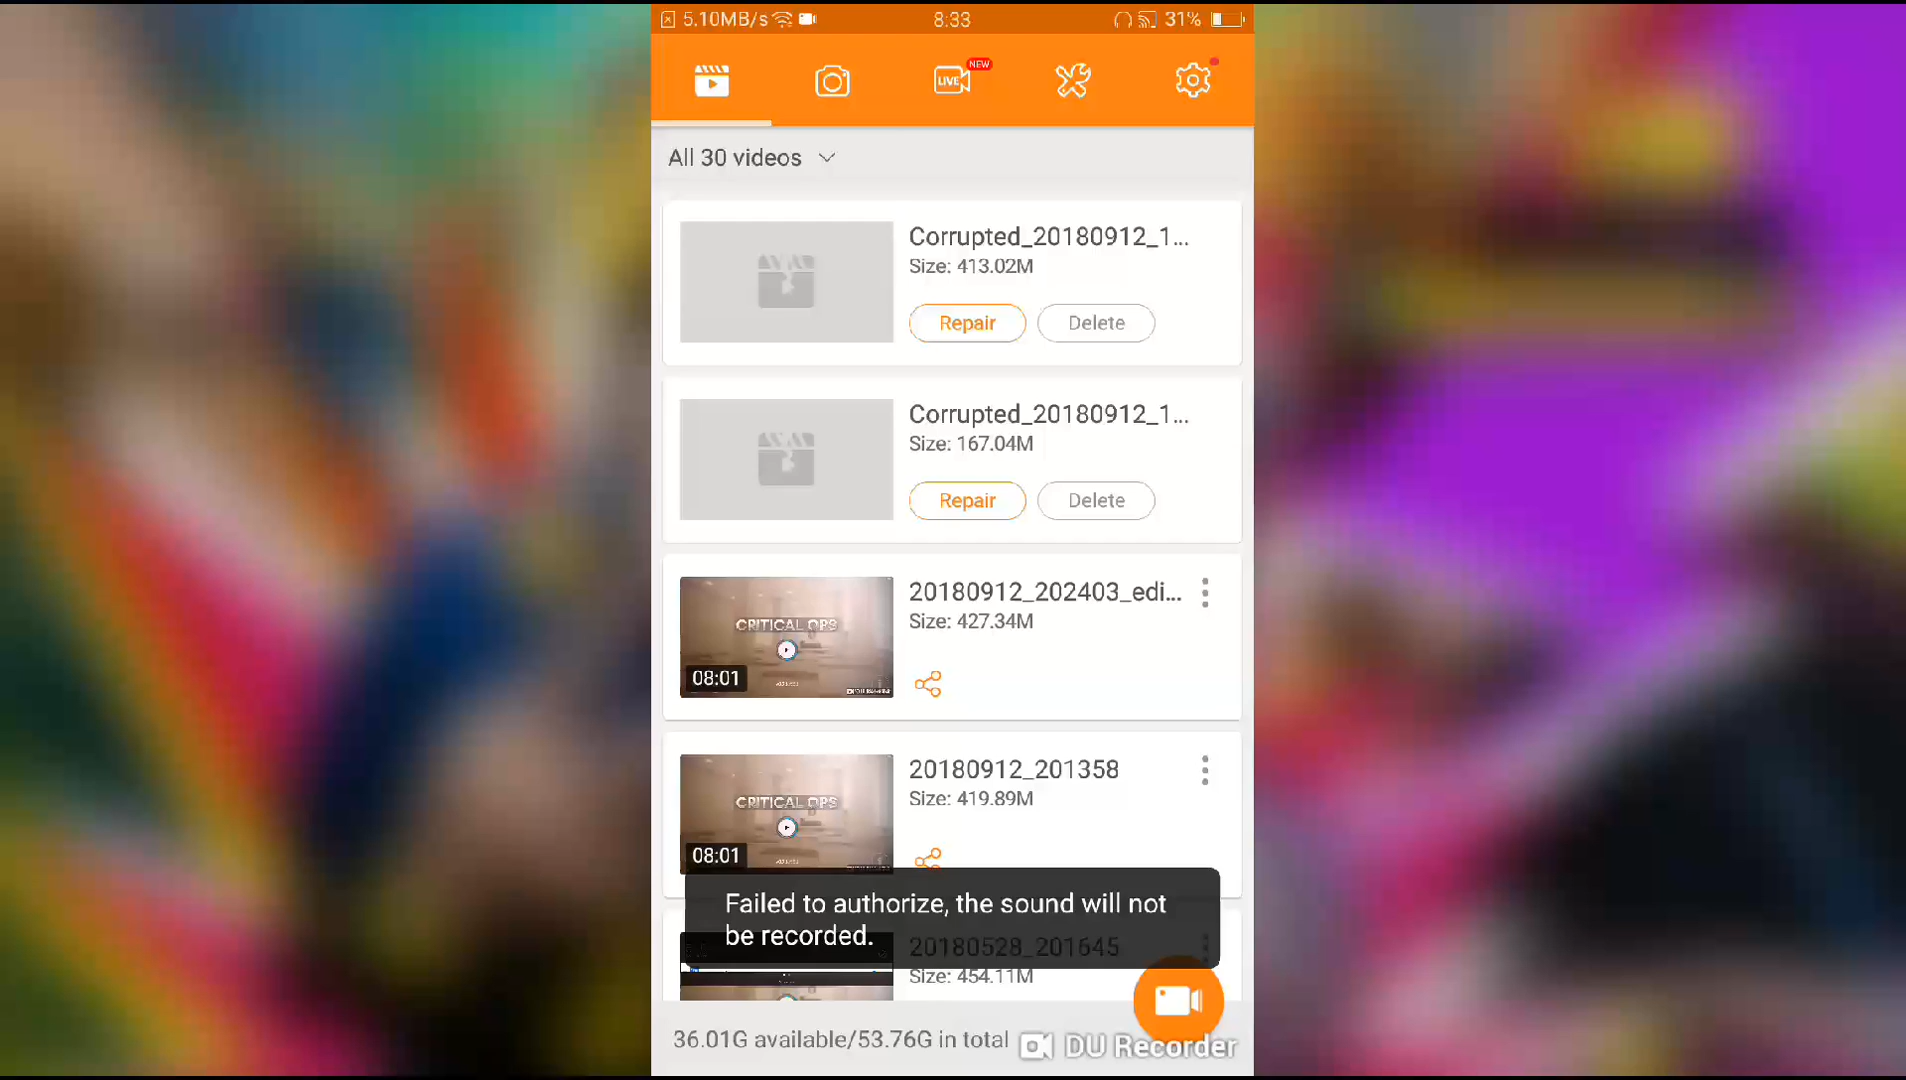 5.10MB/s
8:33
31%
LIVE
NEW
All 30 videos
Corrupted_20180912_1...
Size: 413.02M
Repair
Delete
Corrupted_20180912_1...
Size: 167.04M
Repair
Delete
20180912_202403_edi...
Size: 427.34M
CRITICAL OPS
08:01
20180912_201358
Size: 419.89M
CRITICAL OPS
08:01
Failed to authorize, the sound will not
be recorded.
20180528_201645
Size: 454.11M
36.01G available/53.76G in total
DU Recorder